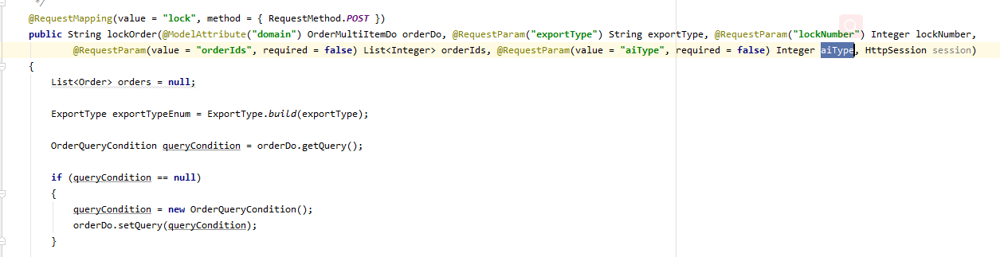 */
@RequestMapping(value = "lock", method = { RequestMethod.POST })
public String lockOrder(@ModelAttribute("domain") OrderMultiItemDo orderDo, @RequestParam("exportType") String exportType, @RequestParam("lockNumber") Integer lockNumber,
@RequestParam(value = "orderIds", required = false) List<Integer> orderIds, @RequestParam(value = "aiType", required = false) Integer aiType, HttpSession session)
{
List<Order> orders = null;
ExportType exportTypeEnum = ExportType.build(exportType);
OrderQueryCondition queryCondition = orderDo.getQuery();
if (queryCondition == null)
{
queryCondition = new OrderQueryCondition();
orderDo.setQuery(queryCondition);
}